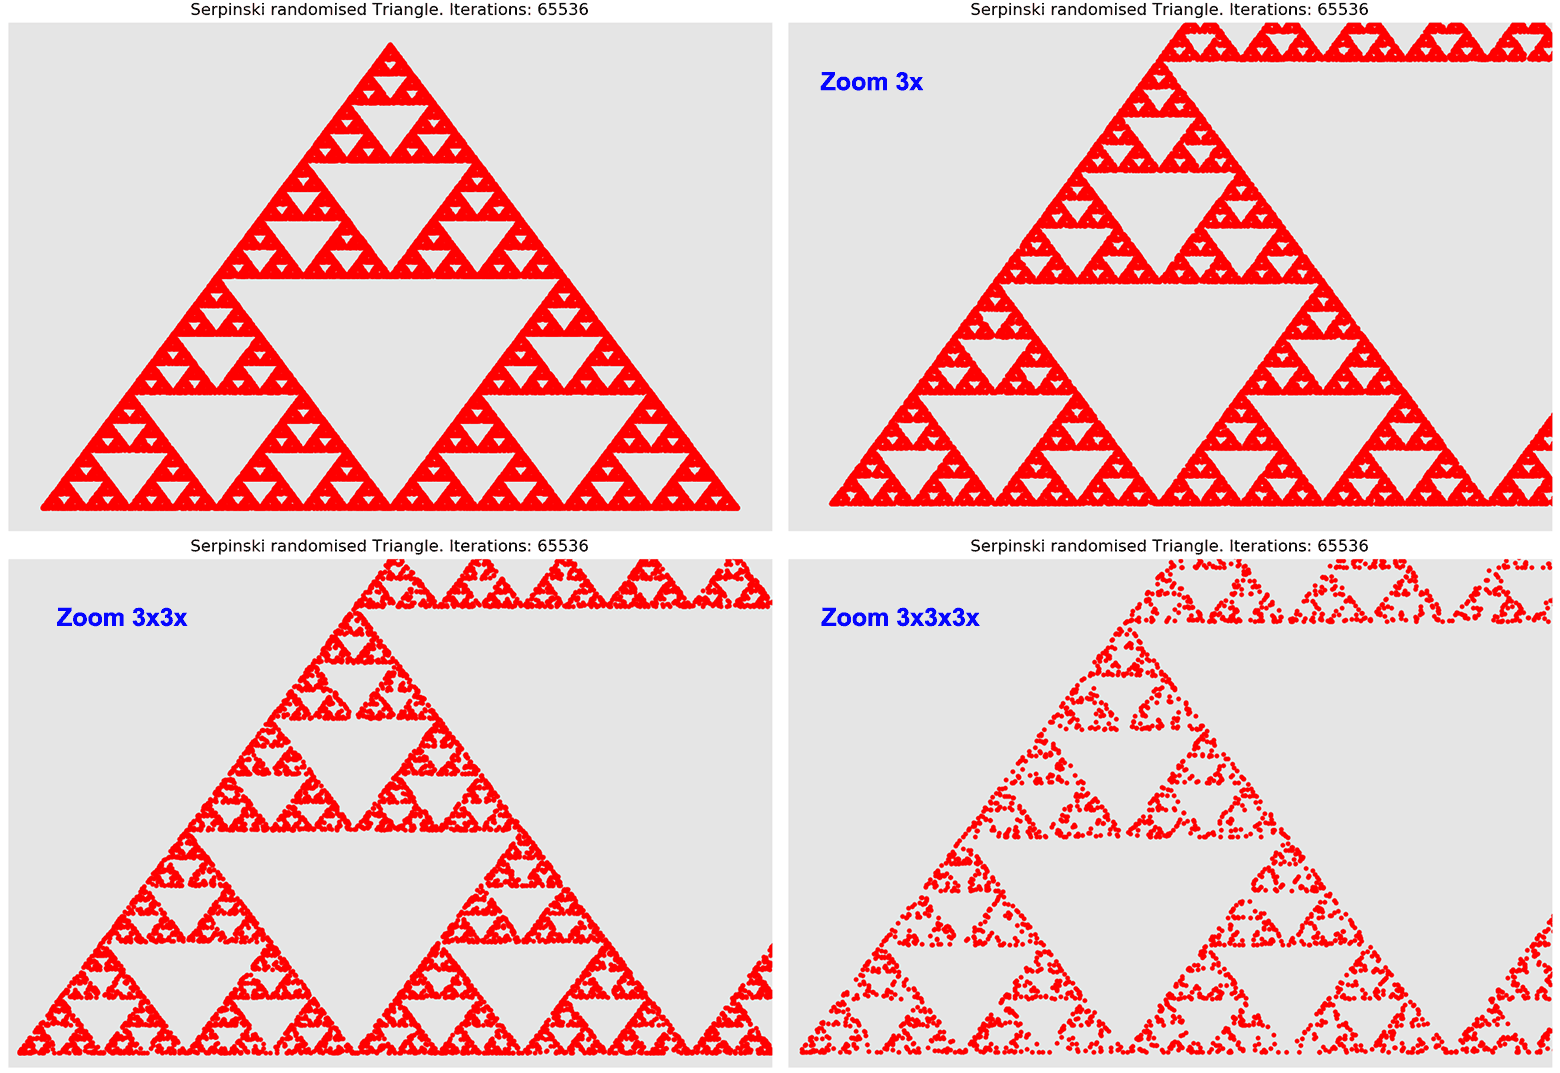 Serpinski randomised Triangle. Iterations: 65536
Serpinski randomised Triangle. Iterations: 65536
Zoom 3x
Serpinski randomised Triangle. Iterations: 65536
Serpinski randomised Triangle. Iterations: 65536
Zoom 3x3x
Zoom 3x3x3x